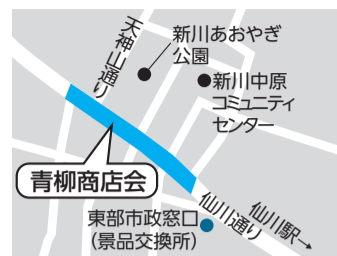 天神山通り
新川あおやぎ
公園
新川中原
コミュニティ
センター
青柳商店会
仙川通り
仙川駅→
東部市政窓口
(景品交換所)